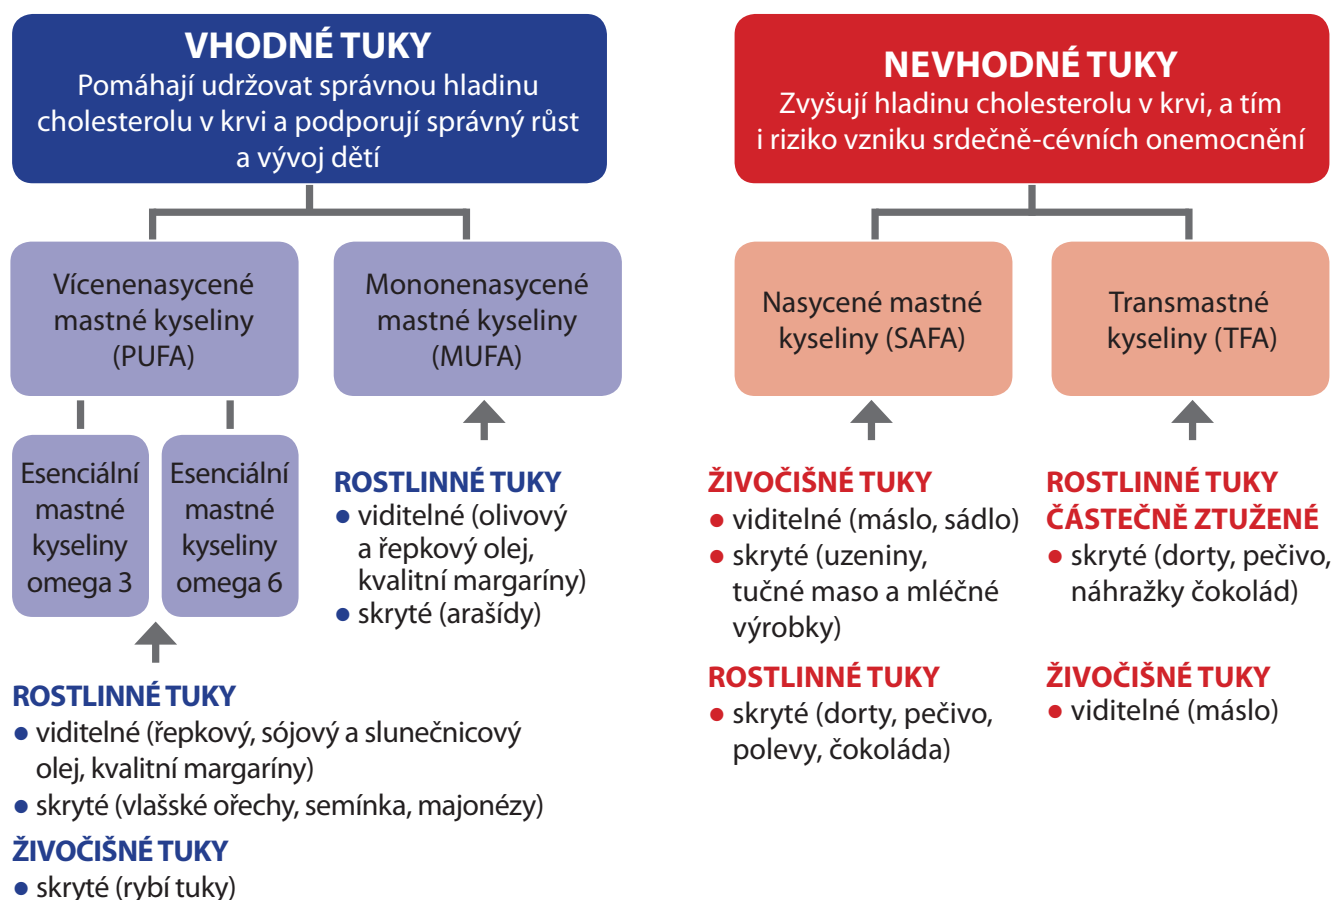 VHODNÉ TUKY
Pomáhají udržovat správnou hladinu
cholesterolu v krvi a podporují správný růst
a vývoj dětí
Vícenenasycené
mastné kyseliny
(PUFA)
Mononenasycené
mastné kyseliny
(MUFA)
Esenciální
mastné
kyseliny
omega 3
Esenciální
mastné
kyseliny
omega 6
ROSTLINNÉ TUKY
• viditelné (olivový
a řepkový olej,
kvalitní margaríny)
• skryté (arašídy)
ROSTLINNÉ TUKY
• viditelné (řepkový, sójový a slunečnicový
olej, kvalitní margaríny)
• skryté (vlašské ořechy, semínka, majonézy)
ŽIVOČIŠNÉ TUKY
• skryté (rybí tuky)
NEVHODNÉ TUKY
Zvyšují hladinu cholesterolu v krvi, a tím
i riziko vzniku srdečně-cévních onemocnění
Nasycené mastné
kyseliny (SAFA)
Transmastné
kyseliny (TFA)
ŽIVOČIŠNÉ TUKY
• viditelné (máslo, sádlo)
• skryté (uzeniny,
tučné maso a mléčné
výrobky)
ROSTLINNÉ TUKY
• skryté (dorty, pečivo,
polevy, čokoláda)
ROSTLINNÉ TUKY
ČÁSTEČNĚ ZTUŽENÉ
• skryté (dorty, pečivo,
náhražky čokolád)
ŽIVOČIŠNÉ TUKY
• viditelné (máslo)